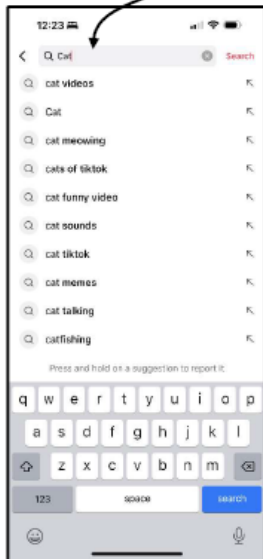 12:23
Cat Search
cat videos
Cat
cat meowing
cats of tiktok
cat funny video
cat sounds
cat tiktok
cat memes
cat talking
catfishing
Press and hold on a suggestion to report it
q w e r t y u i o p
a s d f g h j k l
z x c v b n m
123 space search